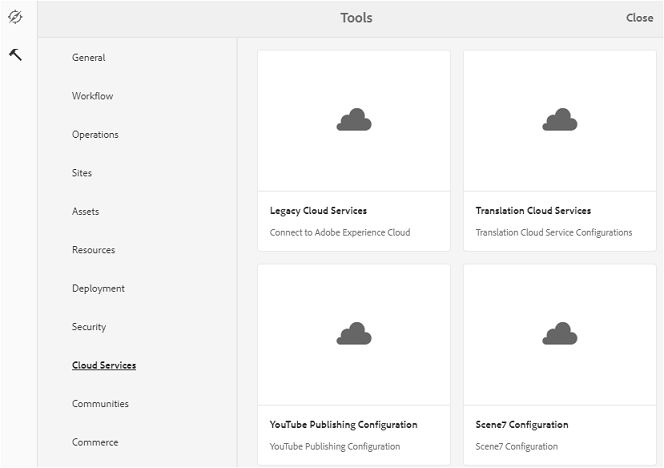 Tools
Close
General
Workflow
Operations
Sites
Assets
Resources
Deployment
Security
Cloud Services
Communities
Commerce
Legacy Cloud Services
Connect to Adobe Experience Cloud
Translation Cloud Services
Translation Cloud Service Configurations
YouTube Publishing Configuration
YouTube Publishing Configuration
Scene7 Configuration
Scene7 Configuration